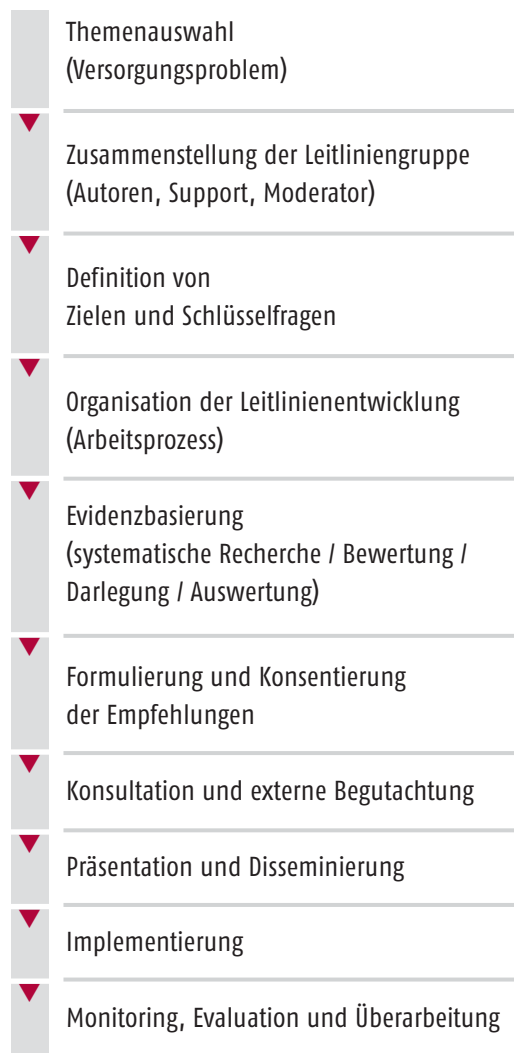 Themenauswahl
(Versorgungsproblem)
Zusammenstellung der Leitliniengruppe
(Autoren, Support, Moderator)
Definition von
Zielen und Schlüsselfragen
Organisation der Leitlinienentwicklung
(Arbeitsprozess)
Evidenzbasierung
(systematische Recherche / Bewertung /
Darlegung / Auswertung)
Formulierung und Konsentierung
der Empfehlungen
Konsultation und externe Begutachtung
Präsentation und Disseminierung
Implementierung
Monitoring, Evaluation und Überarbeitung